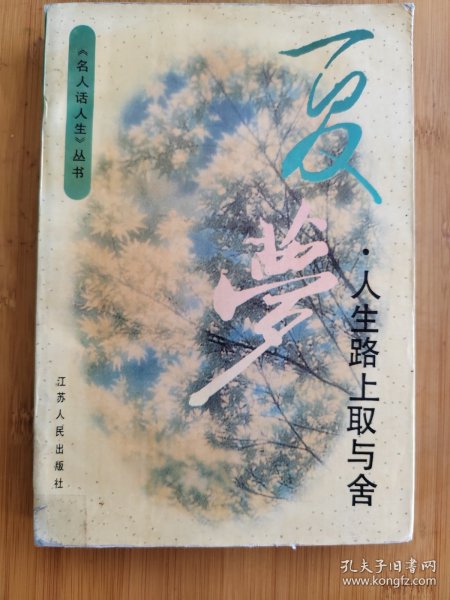 《名人话人生》丛书
夏
夢
·人生路上取与舍
江苏人民出版社
孔夫子旧书网
www.kongfz.com